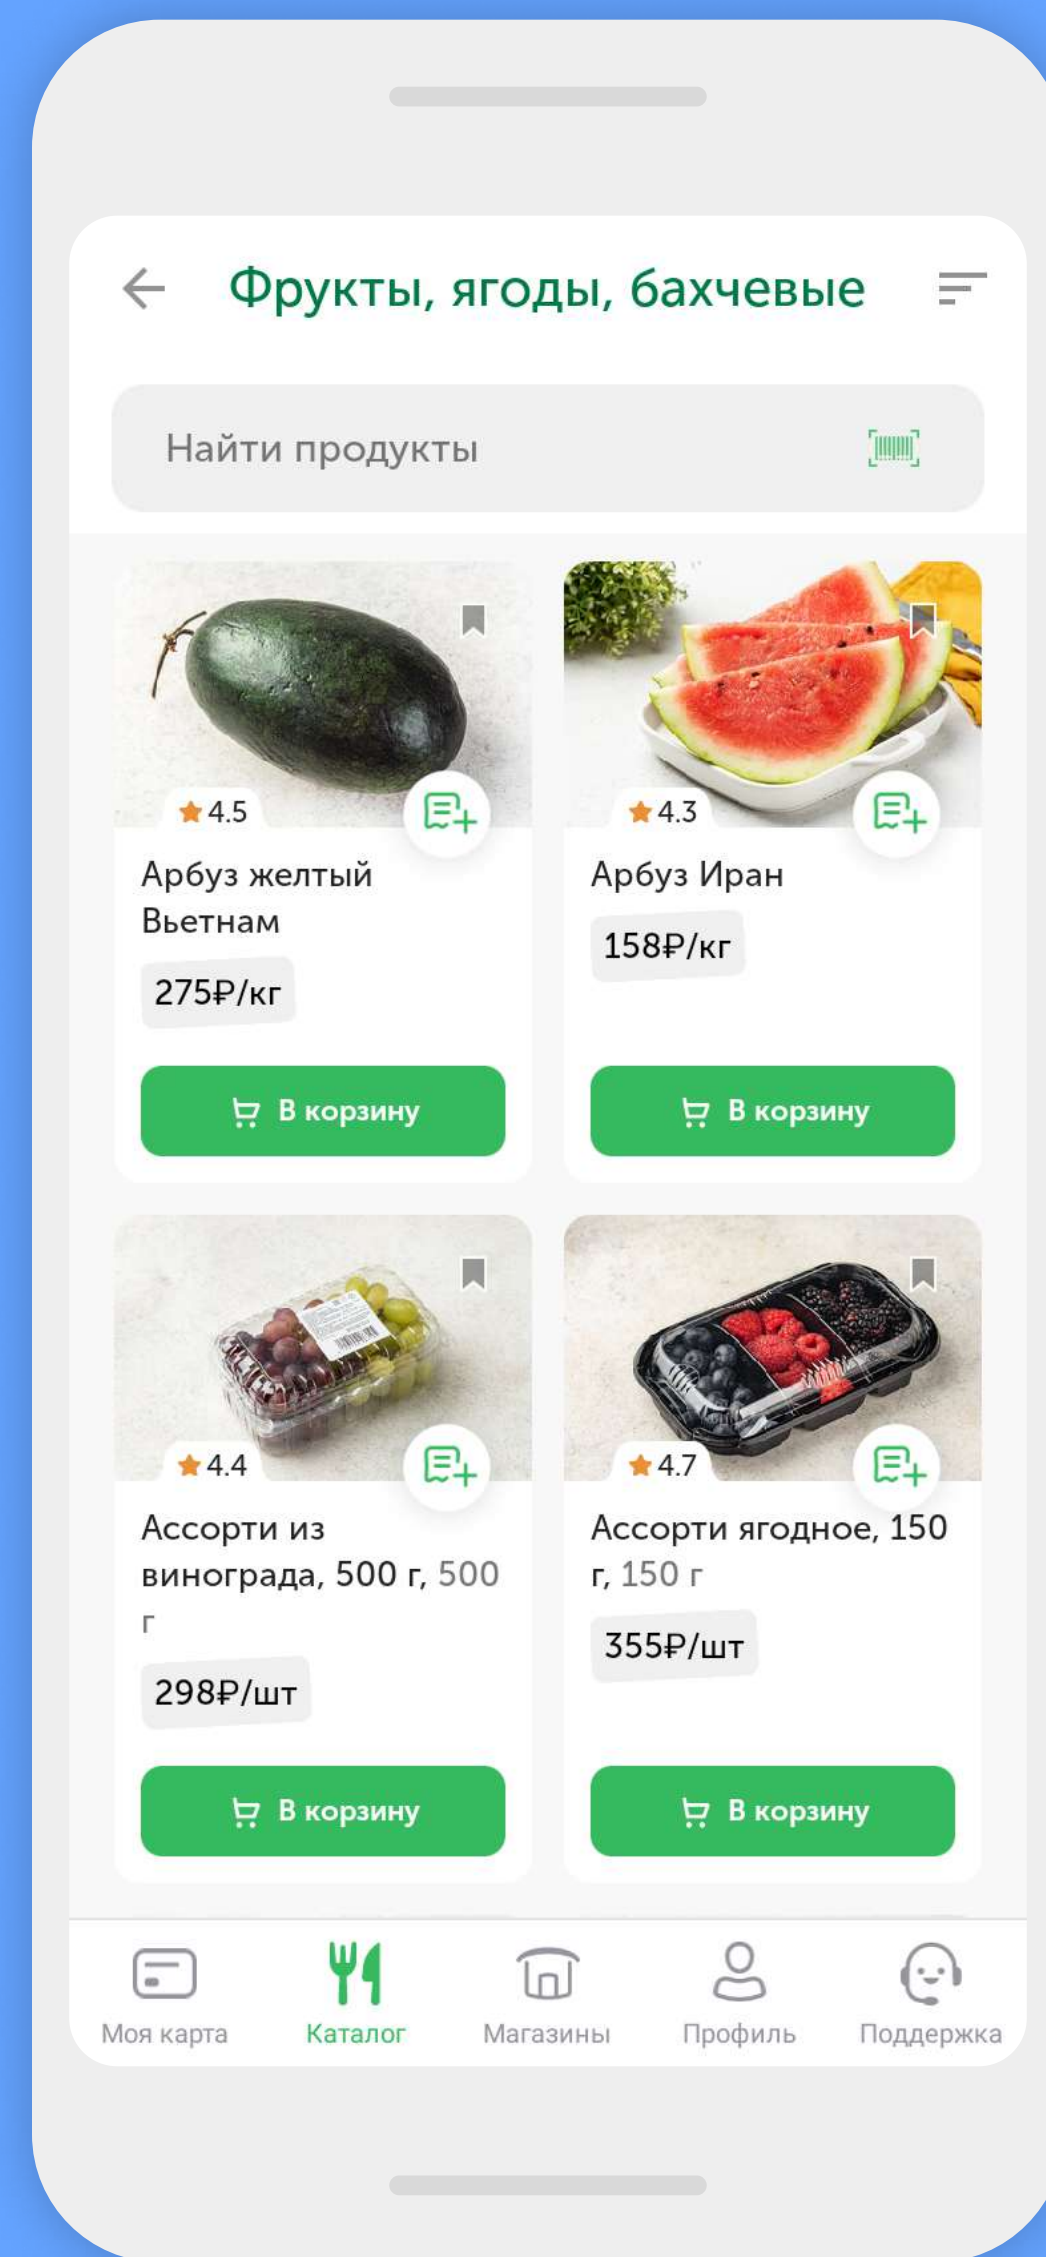 Фрукты, ягоды, бахчевые
Найти продукты
4.5
Арбуз желтый
Вьетнам
275₽/кг
В корзину
4.3
Арбуз Иран
158₽/кг
В корзину
4.4
Ассорти из
винограда, 500 г, 500
г
298₽/шт
В корзину
4.7
Ассорти ягодное, 150
г, 150 г
355₽/шт
В корзину
Моя карта
Каталог
Магазины
Профиль
Поддержка